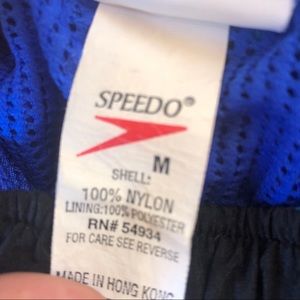 SPEEDO®
M
SHELL:
100% NYLON
LINING:100% POLYESTER
RN# 54934
FOR CARE SEE REVERSE
MADE IN HONG KONG